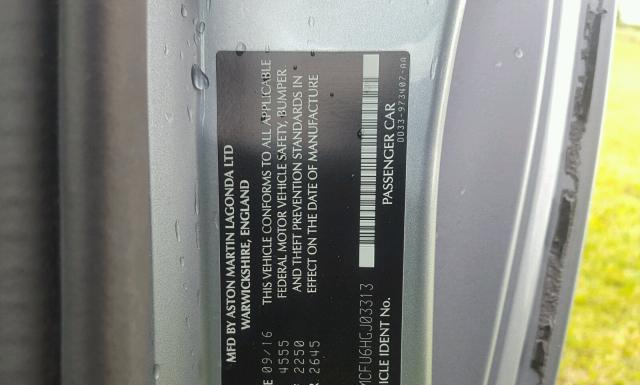 MFD BY ASTON MARTIN LAGONDA LTD
WARWICKSHIRE, ENGLAND
09/16 THIS VEHICLE CONFORMS TO ALL APPLICABLE
4555 FEDERAL MOTOR VEHICLE SAFETY, BUMPER
2250 AND THEFT PREVENTION STANDARDS IN
2645 EFFECT ON THE DATE OF MANUFACTURE
MCFU6HGJ03313
ICLE IDENT No. PASSENGER CAR
DD33-973W07-AA